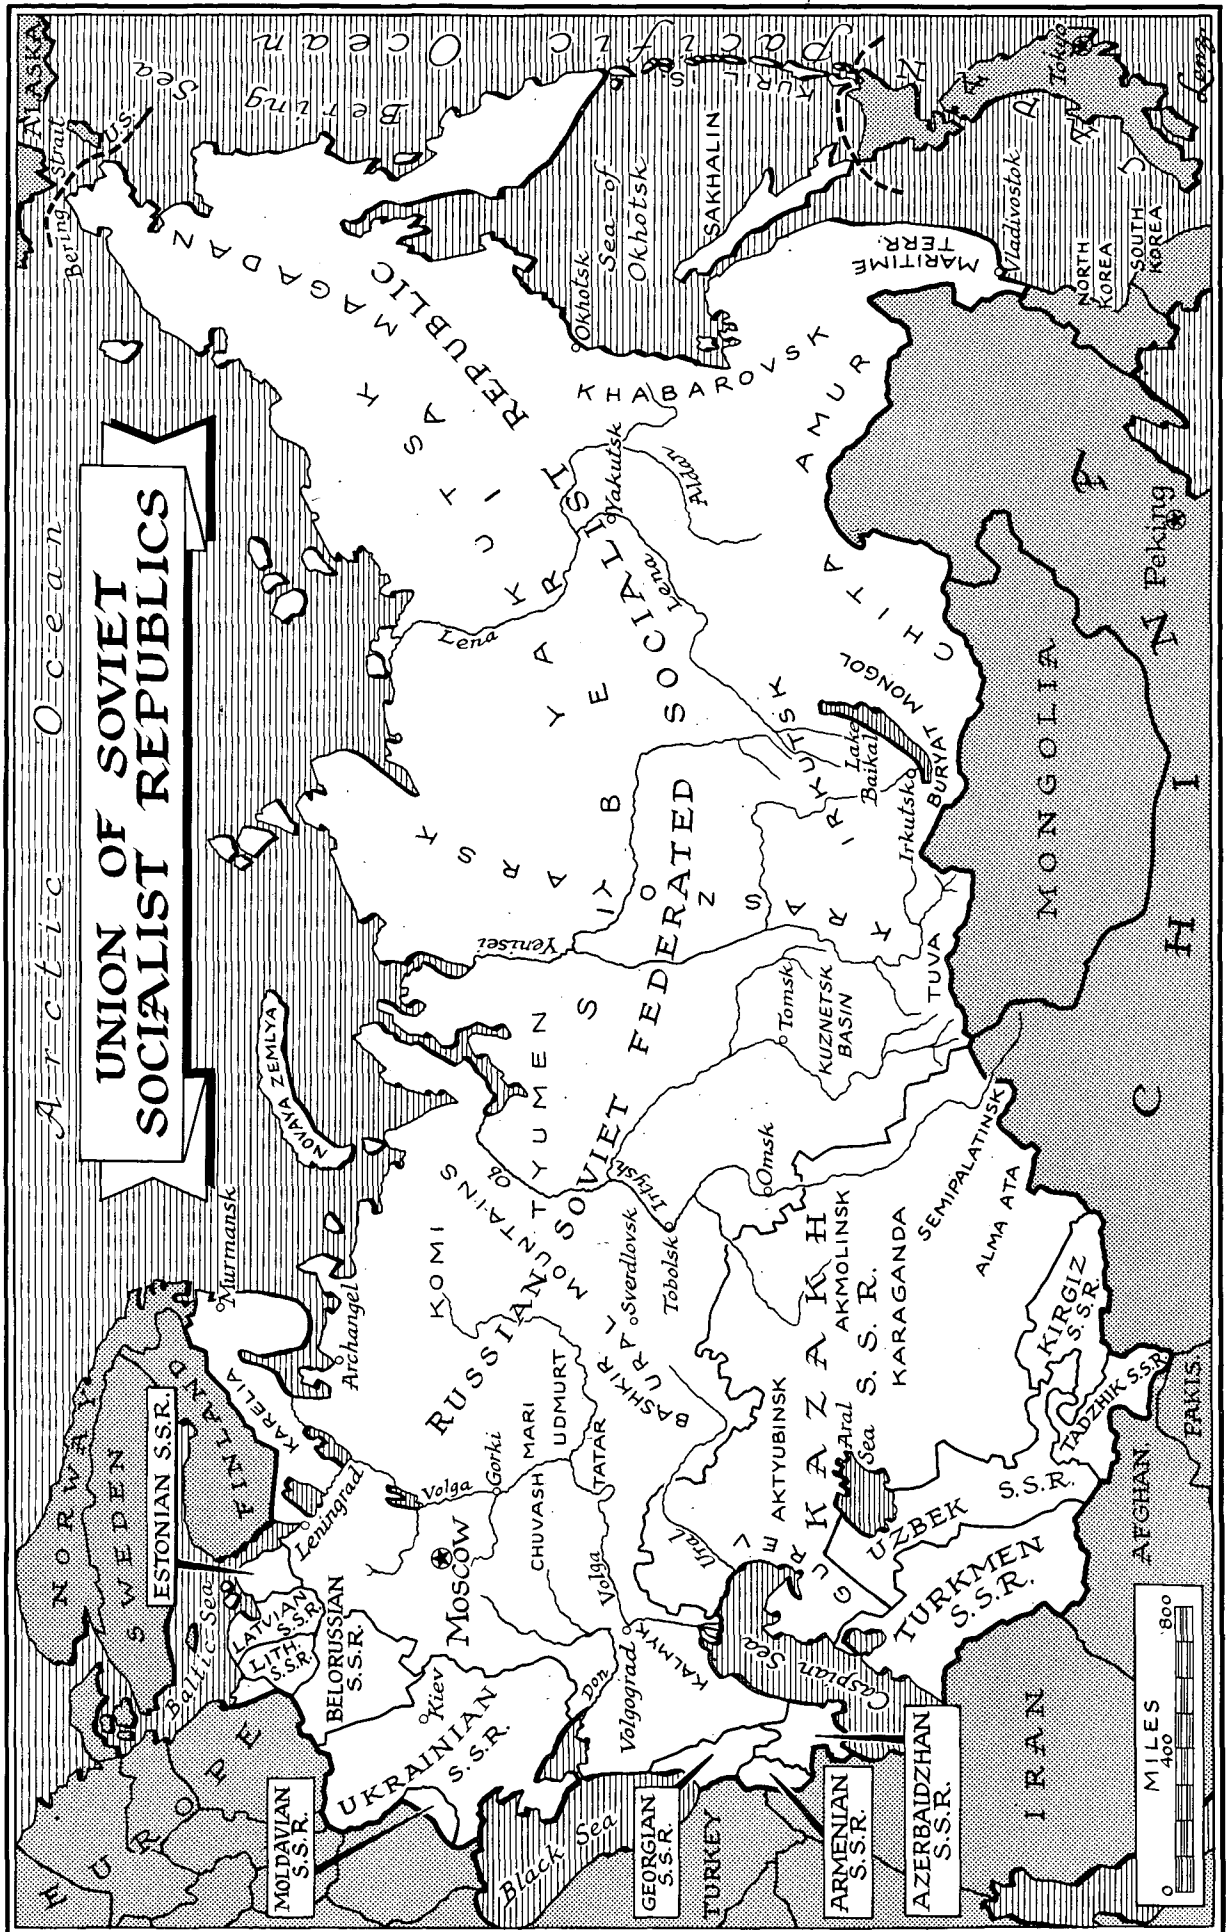 UNION OF SOVIET
SOCIALIST REPUBLICS
Arctic Ocean
ALASKA
Bering Strait
U.S.
Bering Sea
Pacific Ocean
NORWAY
SWEDEN
FINLAND
ESTONIAN S.S.R.
Baltic Sea
EUROPE
Murmansk
KARELIA
Archangel
NOVAYA ZEMLYA
Leningrad
LATVIAN
S.S.R.
LITH.
S.S.R.
BELORUSSIAN
S.S.R.
MOLDAVIAN
S.S.R.
UKRAINIAN
S.S.R.
Kiev
MOSCOW
Volga
Gorki
CHUVASH
MARI
UDMURT
TATAR
BASHKIR
KOMI
URAL MOUNTAINS
Sverdlovsk
Tobolsk
Irtysh
Ob
TYUMEN
Omsk
RUSSIAN SOVIET FEDERATED SOCIALIST REPUBLIC
SIBERIA
Yenisei
KRASNOYARSK
Tomsk
KUZNETSK
BASIN
TUVA
IRKUTSK
Irkutsk
Lake
Baikal
BURYAT MONGOL
CHITA
Lena
Lena
YAKUTSK
Yakutsk
Aldan
MAGADAN
AMUR
KHABAROVSK
Okhotsk
Sea of
Okhotsk
SAKHALIN
KURIL IS.
MARITIME
TERR.
Vladivostok
NORTH
KOREA
SOUTH
KOREA
JAPAN
Tokyo
Lenzo
Don
Volga
Volgograd
KALMYK
Ural
Black Sea
Caspian
Sea
GEORGIAN
S.S.R.
TURKEY
ARMENIAN
S.S.R.
AZERBAIDZHAN
S.S.R.
GUREV
AKTYUBINSK
KAZAKH
S.S.R.
Aral
Sea
AKMOLINSK
KARAGANDA
SEMIPALATINSK
ALMA ATA
UZBEK
S.S.R.
TURKMEN
S.S.R.
KIRGIZ
S.S.R.
TADZHIK S.S.R.
IRAN
AFGHAN
PAKIS
MONGOLIA
CHINA
Peking
MILES
0 400 800